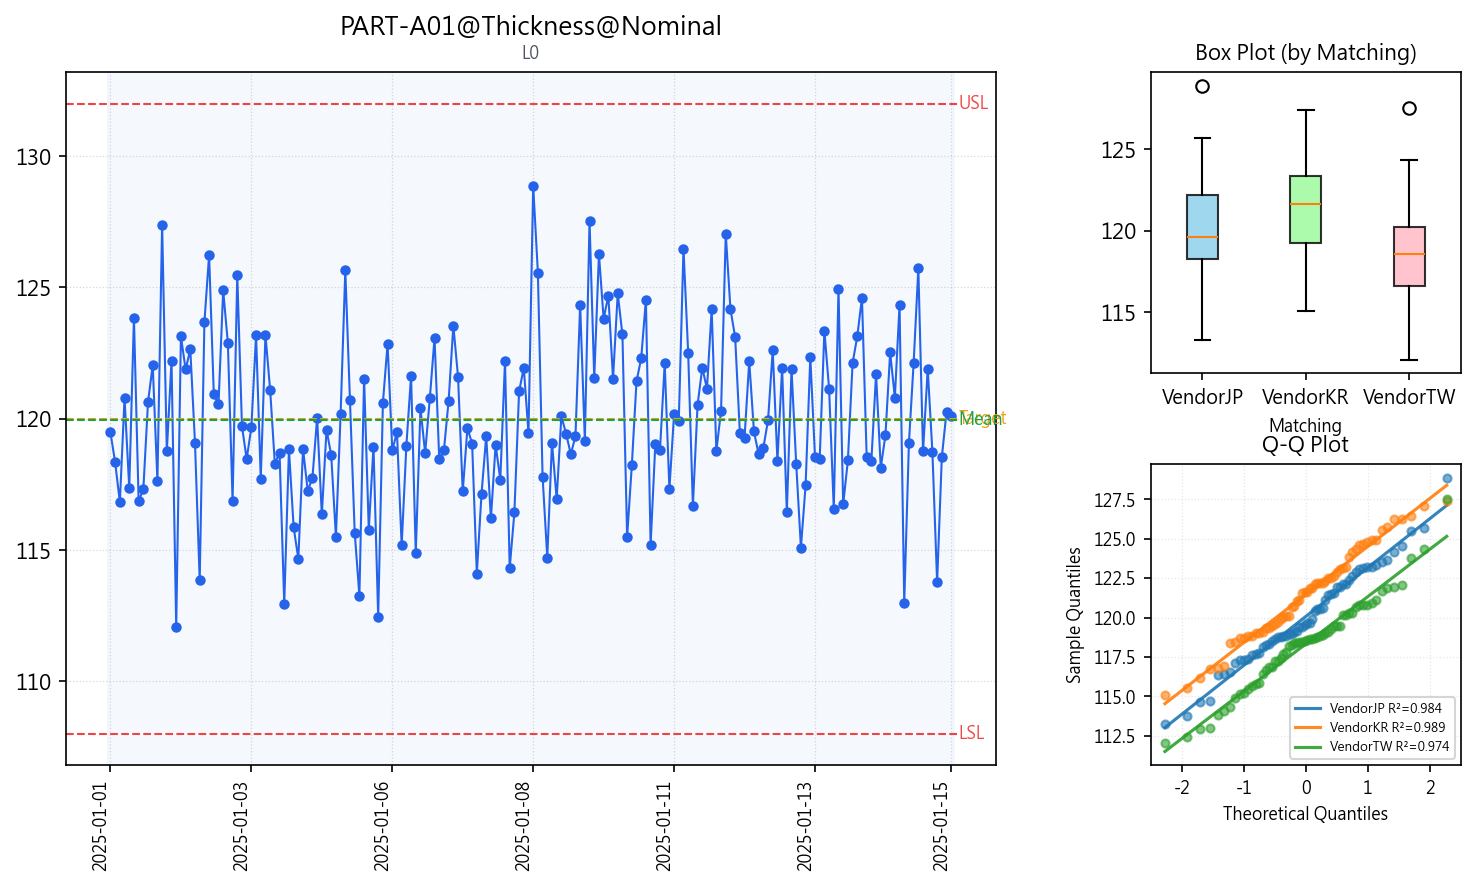 PART-A01@Thickness@Nominal
L0
USL
130
125
120
Target
Mean
115
110
LSL
2025-01-01
2025-01-03
2025-01-06
2025-01-08
2025-01-11
2025-01-13
2025-01-15
Box Plot (by Matching)
125
120
115
VendorJP VendorKR VendorTW
Matching
Q-Q Plot
Sample Quantiles
127.5
125.0
122.5
120.0
117.5
115.0
112.5
VendorJP R²=0.984
VendorKR R²=0.989
VendorTW R²=0.974
-2 -1 0 1 2
Theoretical Quantiles